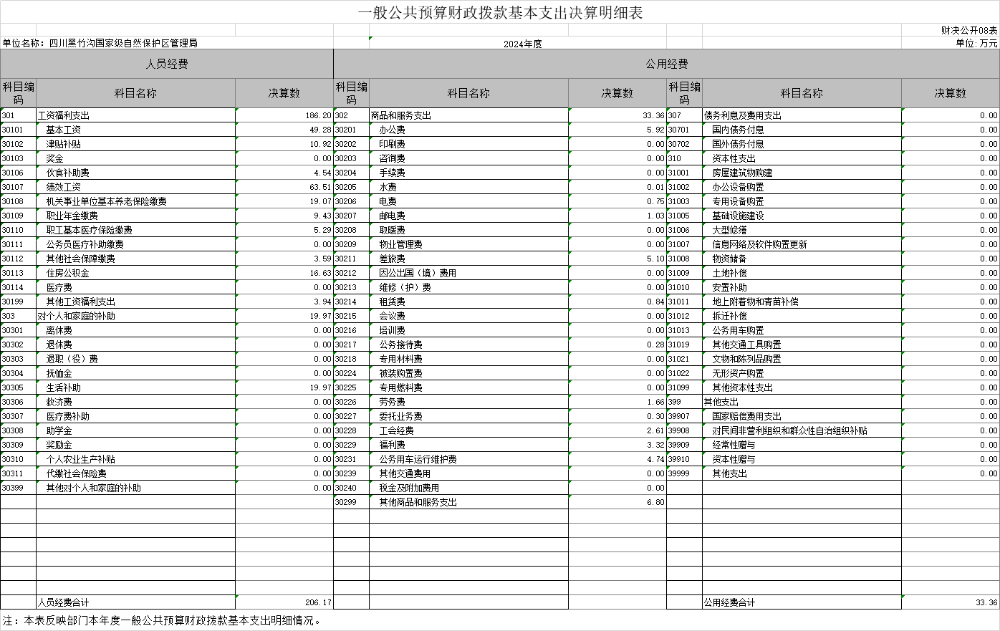 一般公共预算财政拨款基本支出决算明细表
财决公开08表
单位名称：四川黑竹沟国家级自然保护区管理局 2024年度 单位:万元
人员经费 公用经费
科目编码 科目名称 决算数 科目编码 科目名称 决算数 科目编码 科目名称 决算数
301 工资福利支出 186.20 302 商品和服务支出 33.36 307 债务利息及费用支出 0.00
30101 基本工资 49.28 30201 办公费 5.92 30701 国内债务付息 0.00
30102 津贴补贴 10.92 30202 印刷费 0.00 30702 国外债务付息 0.00
30103 奖金 0.00 30203 咨询费 0.00 310 资本性支出 0.00
30106 伙食补助费 4.54 30204 手续费 0.00 31001 房屋建筑物购建 0.00
30107 绩效工资 63.51 30205 水费 0.01 31002 办公设备购置 0.00
30108 机关事业单位基本养老保险缴费 19.07 30206 电费 0.75 31003 专用设备购置 0.00
30109 职业年金缴费 9.43 30207 邮电费 1.03 31005 基础设施建设 0.00
30110 职工基本医疗保险缴费 5.29 30208 取暖费 0.00 31006 大型修缮 0.00
30111 公务员医疗补助缴费 0.00 30209 物业管理费 0.00 31007 信息网络及软件购置更新 0.00
30112 其他社会保障缴费 3.59 30211 差旅费 5.10 31008 物资储备 0.00
30113 住房公积金 16.63 30212 因公出国（境）费用 0.00 31009 土地补偿 0.00
30114 医疗费 0.00 30213 维修（护）费 0.00 31010 安置补助 0.00
30199 其他工资福利支出 3.94 30214 租赁费 0.84 31011 地上附着物和青苗补偿 0.00
303 对个人和家庭的补助 19.97 30215 会议费 0.00 31012 拆迁补偿 0.00
30301 离休费 0.00 30216 培训费 0.00 31013 公务用车购置 0.00
30302 退休费 0.00 30217 公务接待费 0.28 31019 其他交通工具购置 0.00
30303 退职（役）费 0.00 30218 专用材料费 0.00 31021 文物和陈列品购置 0.00
30304 抚恤金 0.00 30224 被装购置费 0.00 31022 无形资产购置 0.00
30305 生活补助 19.97 30225 专用燃料费 0.00 31099 其他资本性支出 0.00
30306 救济费 0.00 30226 劳务费 1.66 399 其他支出 0.00
30307 医疗费补助 0.00 30227 委托业务费 0.30 39907 国家赔偿费用支出 0.00
30308 助学金 0.00 30228 工会经费 2.61 39908 对民间非营利组织和群众性自治组织补贴 0.00
30309 奖励金 0.00 30229 福利费 3.32 39909 经常性赠与 0.00
30310 个人农业生产补贴 0.00 30231 公务用车运行维护费 4.74 39910 资本性赠与 0.00
30311 代缴社会保险费 0.00 30239 其他交通费用 0.00 39999 其他支出 0.00
30399 其他对个人和家庭的补助 0.00 30240 税金及附加费用 0.00
30299 其他商品和服务支出 6.80
人员经费合计 206.17 公用经费合计 33.36
注：本表反映部门本年度一般公共预算财政拨款基本支出明细情况。